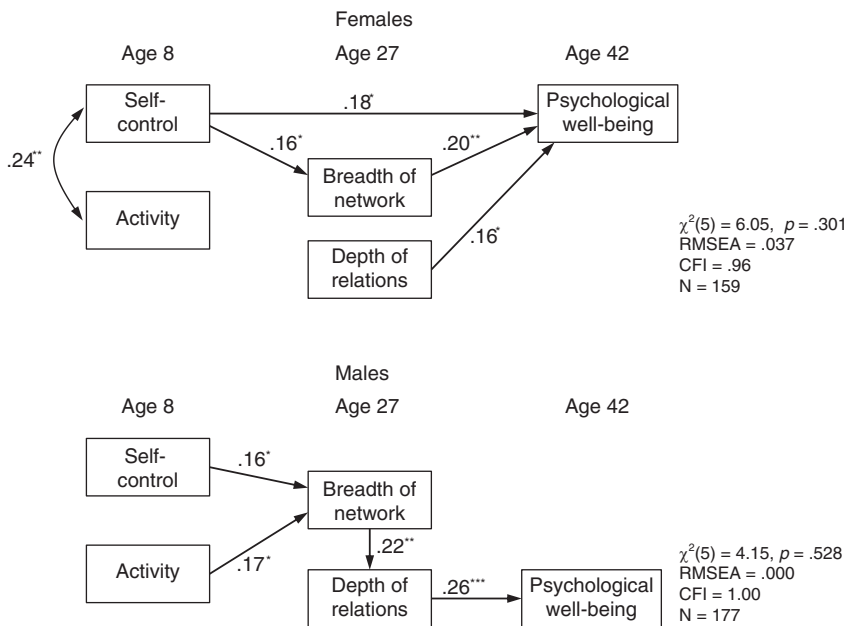 Females
Age 8 Age 27 Age 42
Self-
control
Psychological
well-being
.18*
.16*
.20**
.24**
Breadth of
network
Activity
Depth of
relations
.16*
χ²(5) = 6.05, p = .301
RMSEA = .037
CFI = .96
N = 159
Males
Age 8 Age 27 Age 42
Self-
control
.16*
Breadth of
network
.22**
Activity
.17*
Depth of
relations
.26***
Psychological
well-being
χ²(5) = 4.15, p = .528
RMSEA = .000
CFI = 1.00
N = 177